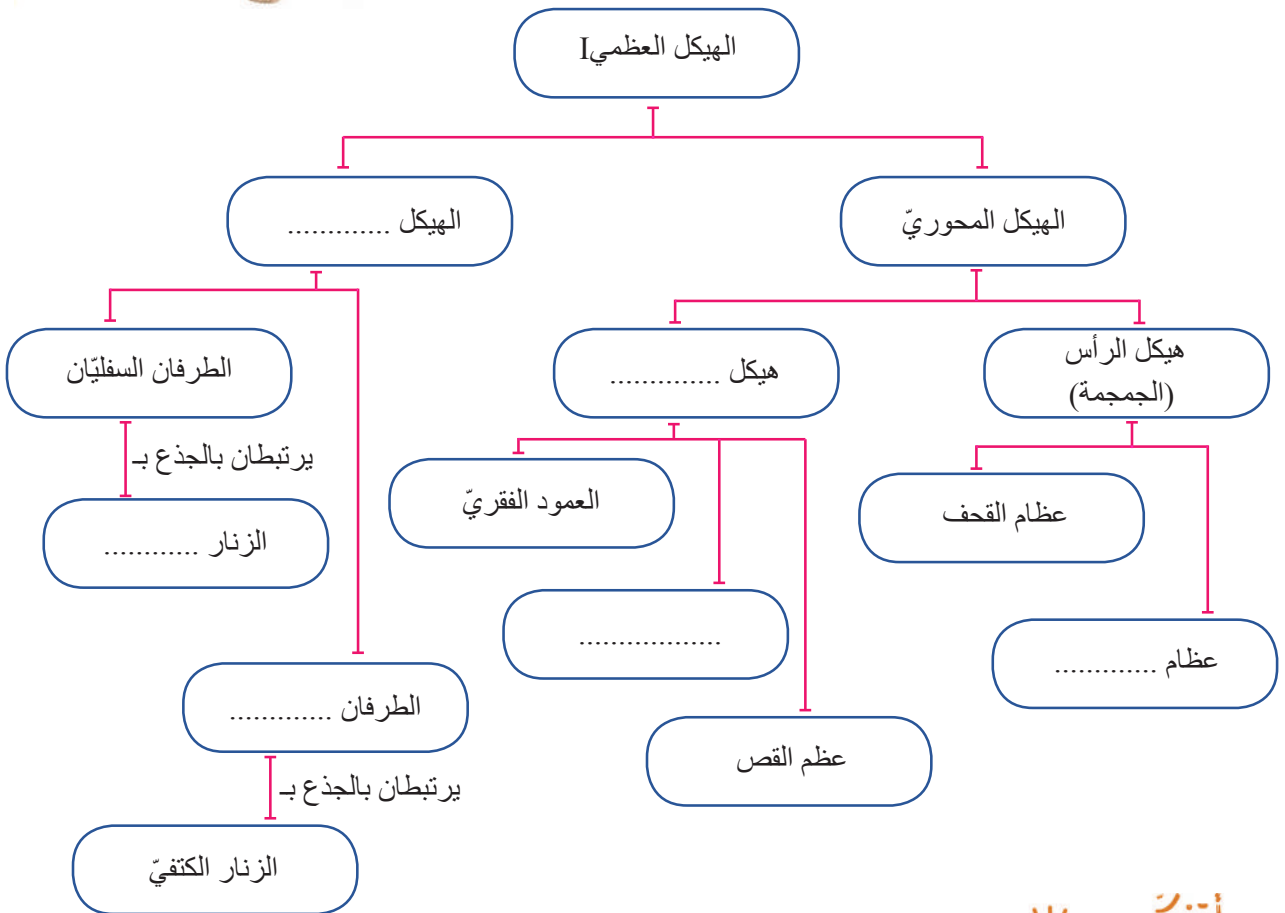 الهيكل العظميI
الهيكل المحوريّ
الهيكل .............
هيكل الرأس
(الجمجمة)
هيكل ..............
الطرفان السفليّان
عظام القحف
العمود الفقريّ
يرتبطان بالجذع بـ
الزنار ............
عظام .............
.................
الطرفان .............
عظم القص
يرتبطان بالجذع بـ
الزنار الكتفيّ